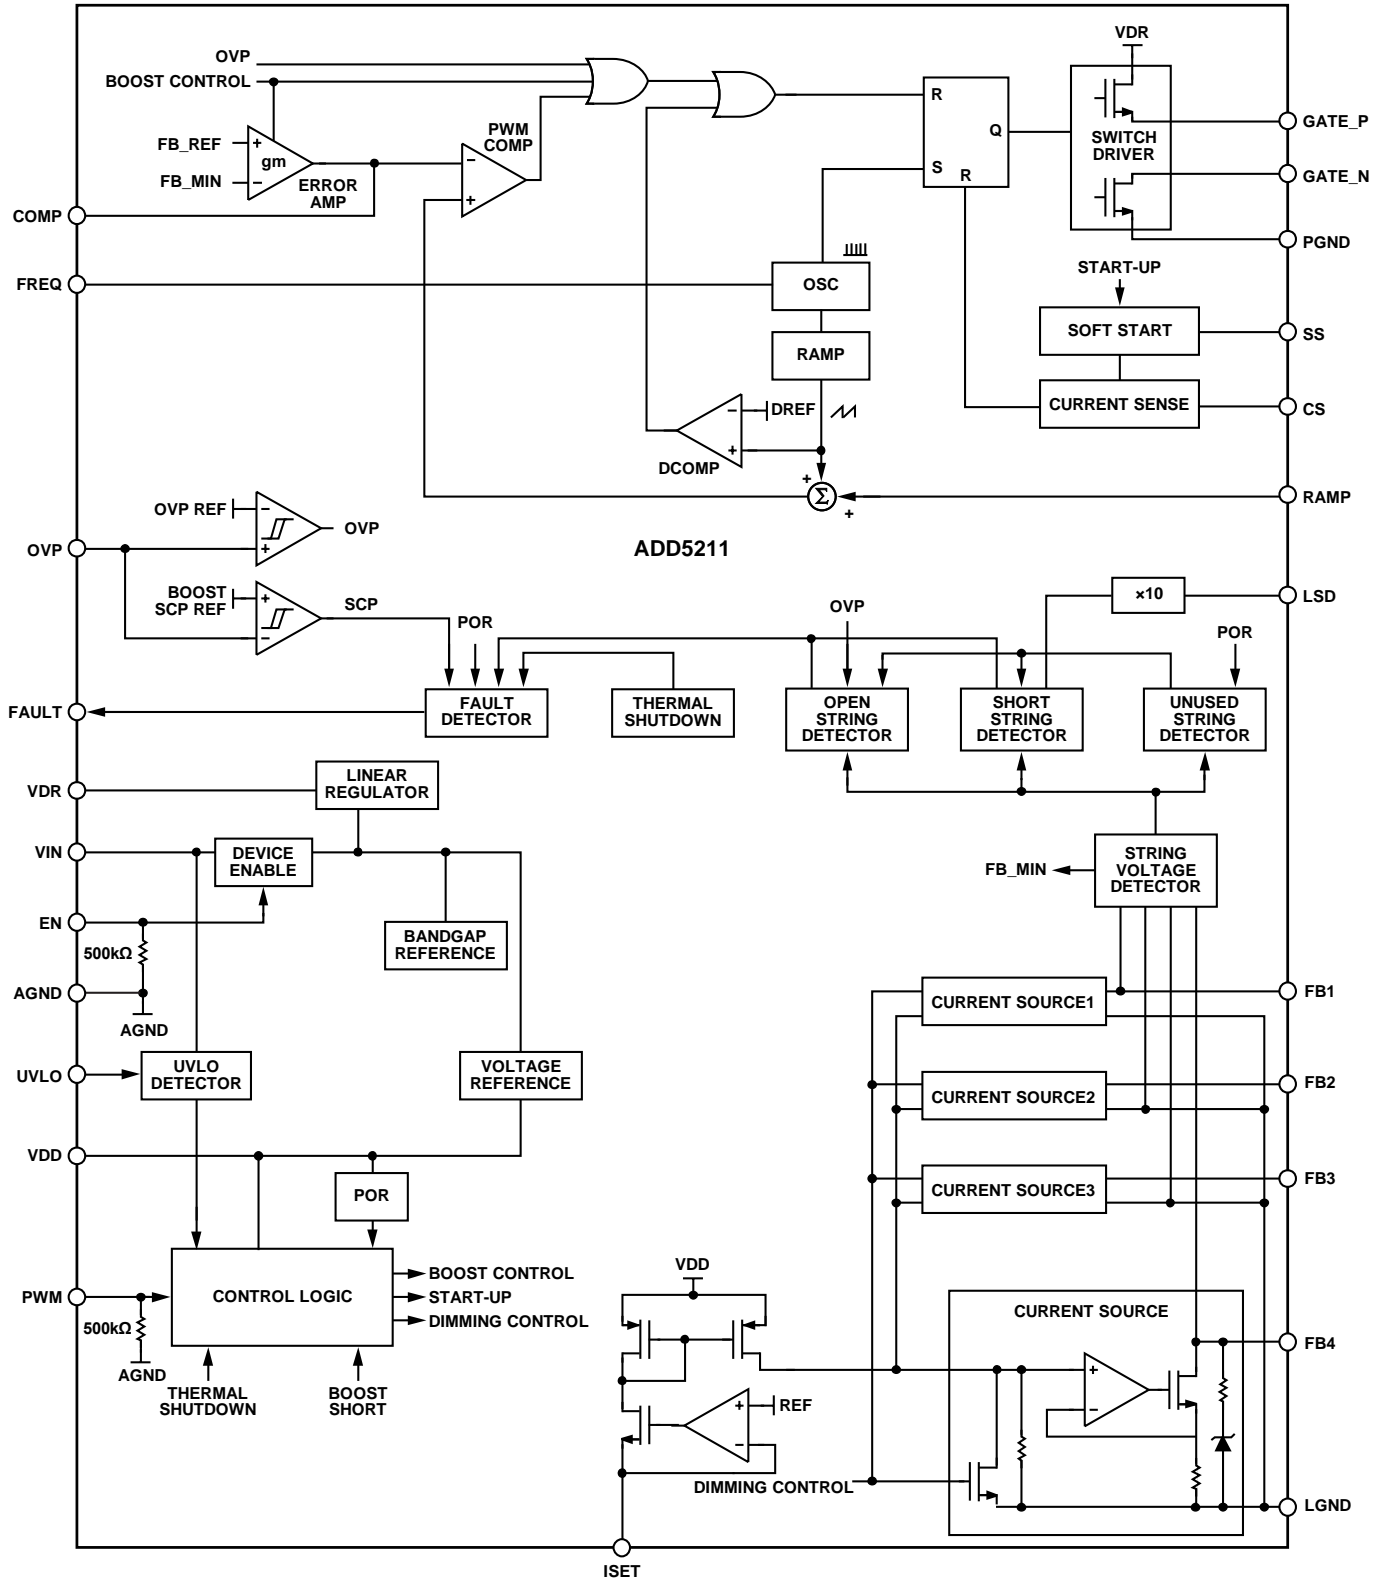 VDR
OVP
BOOST CONTROL
FB_REF
+
gm
FB_MIN
−
ERROR
AMP
PWM
COMP
−
+
R
Q
S
R
SWITCH
DRIVER
GATE_P
GATE_N
PGND
COMP
FREQ
OSC
RAMP
START-UP
SOFT START
SS
CURRENT SENSE
CS
−
DREF
+
DCOMP
+
Σ
+
RAMP
OVP REF
−
OVP
+
OVP
ADD5211
BOOST
SCP REF
+
−
SCP
POR
OVP
×10
LSD
POR
FAULT
FAULT
DETECTOR
THERMAL
SHUTDOWN
OPEN
STRING
DETECTOR
SHORT
STRING
DETECTOR
UNUSED
STRING
DETECTOR
VDR
LINEAR
REGULATOR
VIN
DEVICE
ENABLE
STRING
VOLTAGE
DETECTOR
FB_MIN
EN
500kΩ
BANDGAP
REFERENCE
AGND
AGND
CURRENT SOURCE1
FB1
UVLO
UVLO
DETECTOR
VOLTAGE
REFERENCE
CURRENT SOURCE2
FB2
VDD
POR
CURRENT SOURCE3
FB3
PWM
500kΩ
AGND
CONTROL LOGIC
BOOST CONTROL
START-UP
DIMMING CONTROL
THERMAL
SHUTDOWN
BOOST
SHORT
VDD
CURRENT SOURCE
FB4
+
−
+
REF
−
DIMMING CONTROL
LGND
ISET